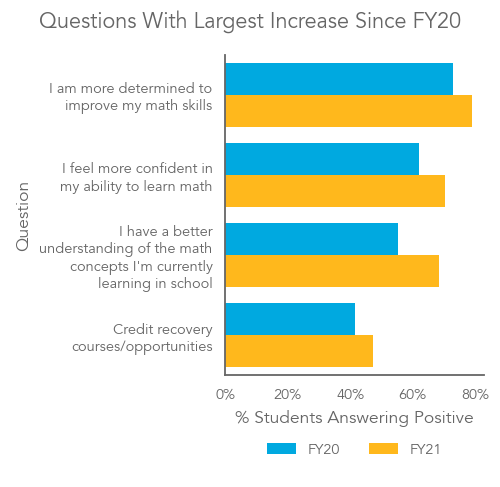 Questions With Largest Increase Since FY20
Question
I am more determined to
improve my math skills
I feel more confident in
my ability to learn math
I have a better
understanding of the math
concepts I'm currently
learning in school
Credit recovery
courses/opportunities
0% 20% 40% 60% 80%
% Students Answering Positive
FY20 FY21